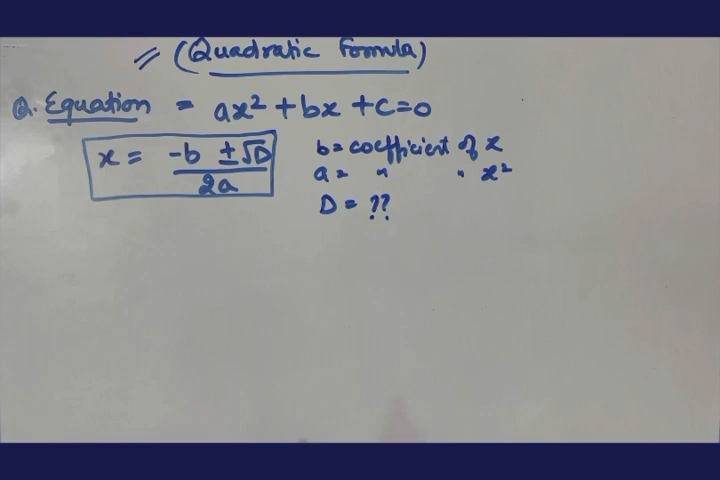 = (Quadratic Formula)
Q. Equation = ax² + bx + c = 0
x = -b ± √D / 2a
b = coefficient of x
a = " " x²
D = ??